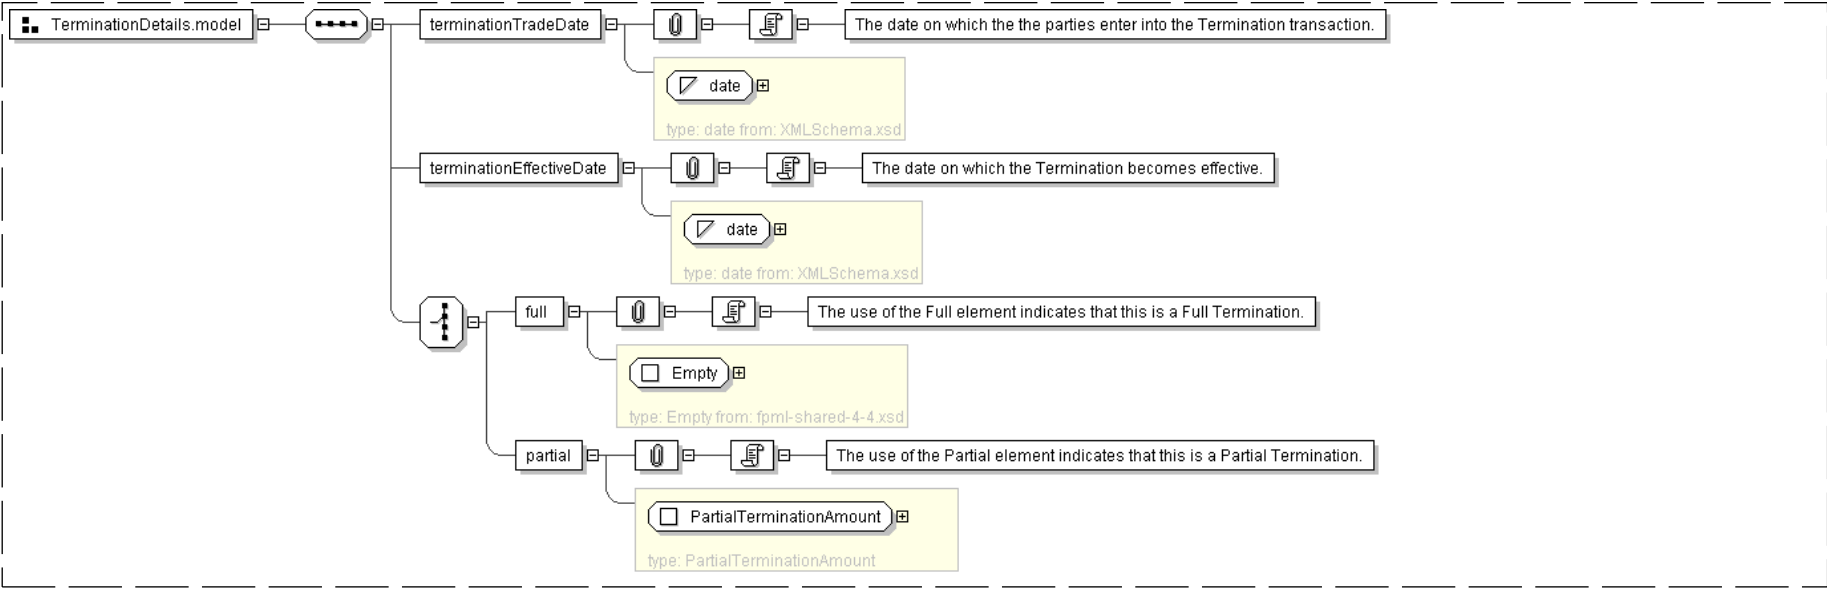 TerminationDetails.model
terminationTradeDate
The date on which the the parties enter into the Termination transaction.
date
type: date from: XMLSchema.xsd
terminationEffectiveDate
The date on which the Termination becomes effective.
date
type: date from: XMLSchema.xsd
full
The use of the Full element indicates that this is a Full Termination.
Empty
type: Empty from: fpml-shared-4-4.xsd
partial
The use of the Partial element indicates that this is a Partial Termination.
PartialTerminationAmount
type: PartialTerminationAmount